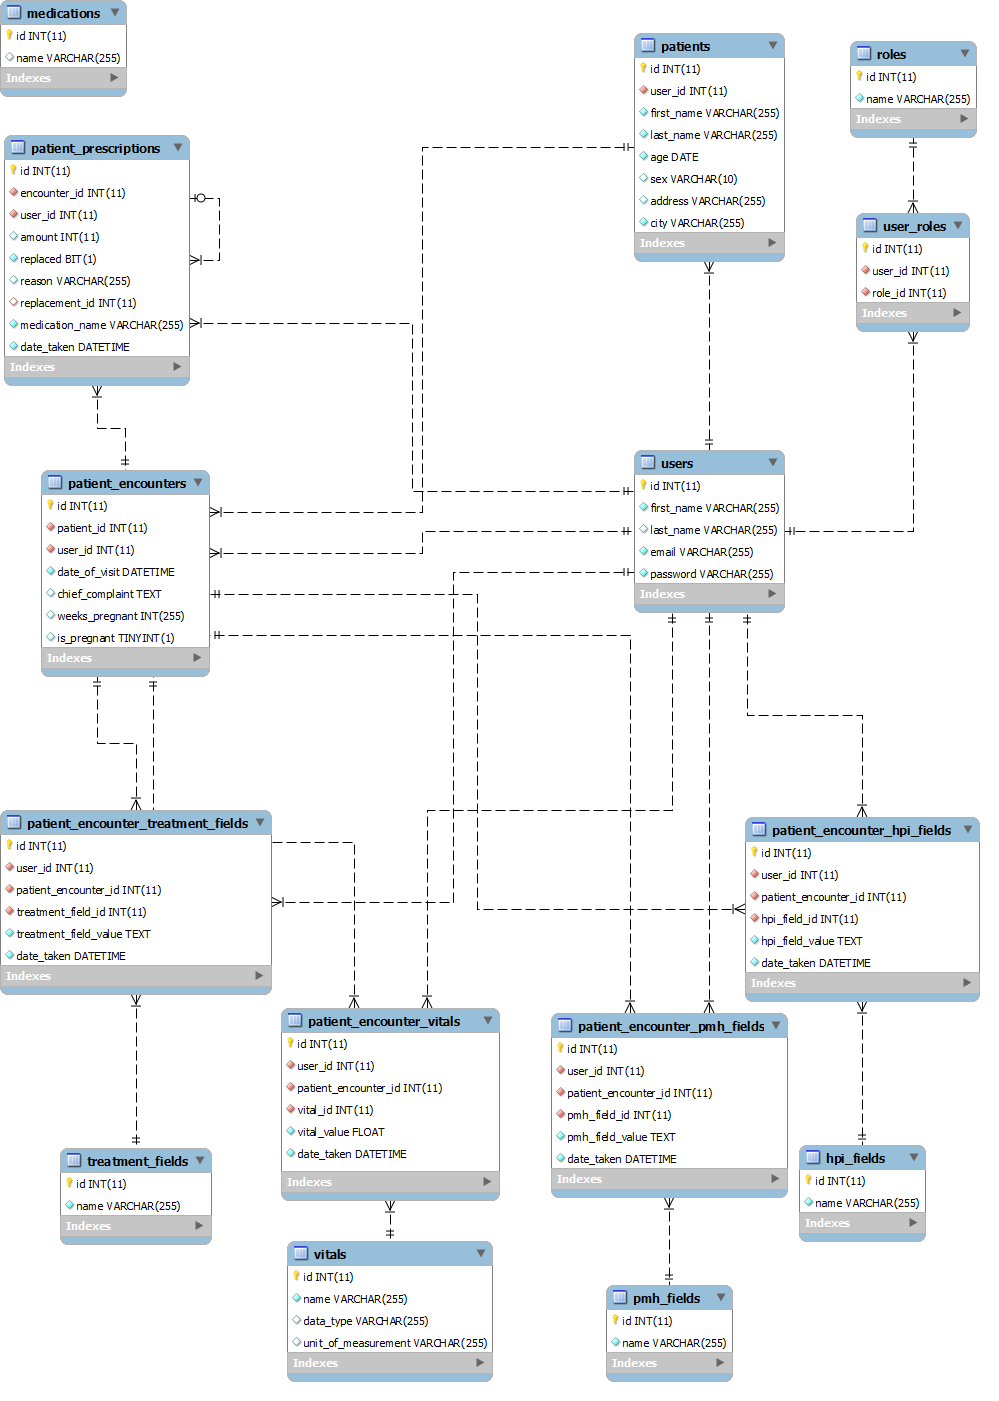 medications
id INT(11)
name VARCHAR(255)
Indexes
patients
id INT(11)
user_id INT(11)
first_name VARCHAR(255)
last_name VARCHAR(255)
age DATE
sex VARCHAR(10)
address VARCHAR(255)
city VARCHAR(255)
Indexes
roles
id INT(11)
name VARCHAR(255)
Indexes
patient_prescriptions
id INT(11)
encounter_id INT(11)
user_id INT(11)
amount INT(11)
replaced BIT(1)
reason VARCHAR(255)
replacement_id INT(11)
medication_name VARCHAR(255)
date_taken DATETIME
Indexes
user_roles
id INT(11)
user_id INT(11)
role_id INT(11)
Indexes
patient_encounters
id INT(11)
patient_id INT(11)
user_id INT(11)
date_of_visit DATETIME
chief_complaint TEXT
weeks_pregnant INT(255)
is_pregnant TINYINT(1)
Indexes
users
id INT(11)
first_name VARCHAR(255)
last_name VARCHAR(255)
email VARCHAR(255)
password VARCHAR(255)
Indexes
patient_encounter_treatment_fields
id INT(11)
user_id INT(11)
patient_encounter_id INT(11)
treatment_field_id INT(11)
treatment_field_value TEXT
date_taken DATETIME
Indexes
patient_encounter_hpi_fields
id INT(11)
user_id INT(11)
patient_encounter_id INT(11)
hpi_field_id INT(11)
hpi_field_value TEXT
date_taken DATETIME
Indexes
patient_encounter_vitals
id INT(11)
user_id INT(11)
patient_encounter_id INT(11)
vital_id INT(11)
vital_value FLOAT
date_taken DATETIME
Indexes
patient_encounter_pmh_fields
id INT(11)
user_id INT(11)
patient_encounter_id INT(11)
pmh_field_id INT(11)
pmh_field_value TEXT
date_taken DATETIME
Indexes
treatment_fields
id INT(11)
name VARCHAR(255)
Indexes
hpi_fields
id INT(11)
name VARCHAR(255)
Indexes
vitals
id INT(11)
name VARCHAR(255)
data_type VARCHAR(255)
unit_of_measurement VARCHAR(255)
Indexes
pmh_fields
id INT(11)
name VARCHAR(255)
Indexes